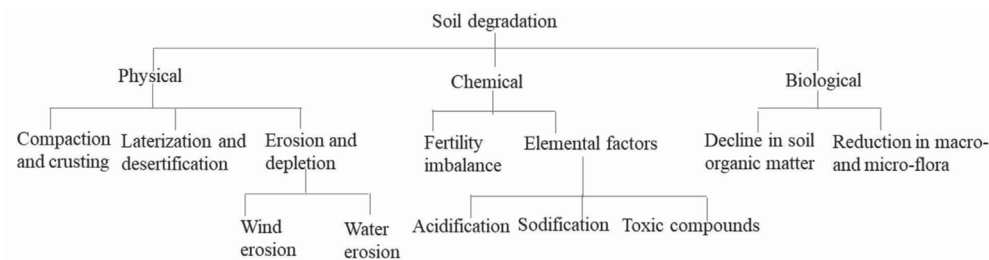 Soil degradation
Physical
Chemical
Biological
Compaction
and crusting
Laterization and
desertification
Erosion and
depletion
Fertility
imbalance
Elemental factors
Decline in soil
organic matter
Reduction in macro-
and micro-flora
Wind
erosion
Water
erosion
Acidification
Sodification
Toxic compounds